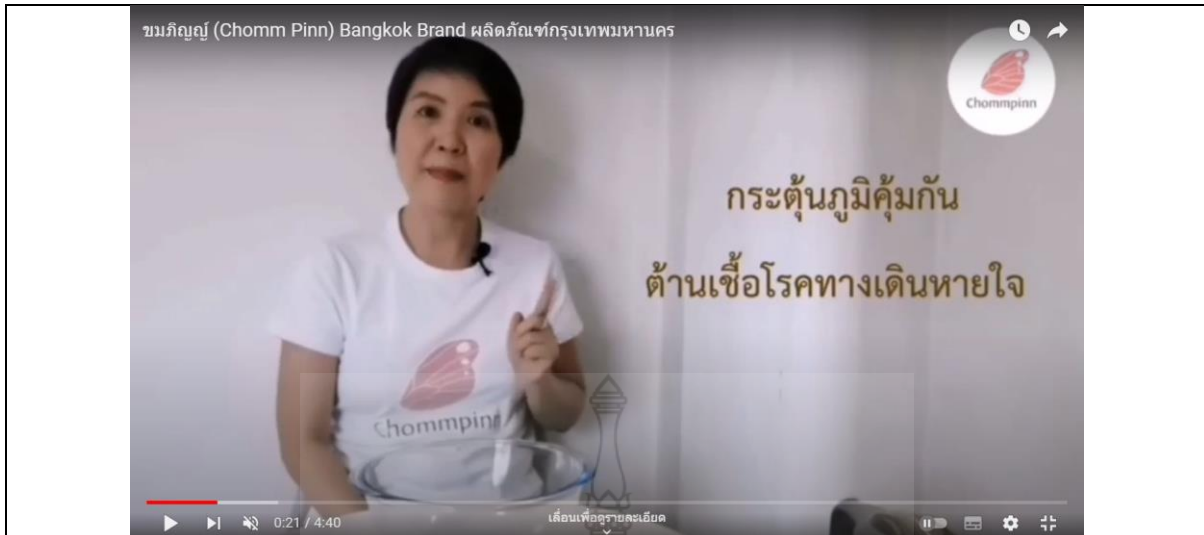 ขมภิญญ์ (Chomm Pinn) Bangkok Brand ผลิตภัณฑ์กรุงเทพมหานคร
Chommpinn
กระตุ้นภูมิคุ้มกัน
ต้านเชื้อโรคทางเดินหายใจ
Chommpinn
0:21 / 4:40
เลื่อนเพื่อดูรายละเอียด